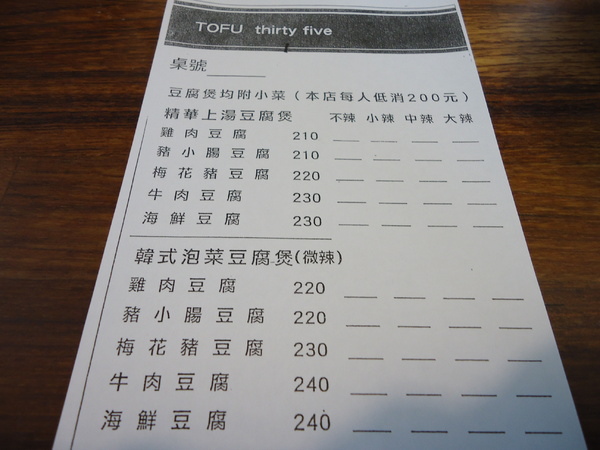 TOFU thirty five
桌號
豆腐煲均附小菜(本店每人低消200元)
精華上湯豆腐煲 不辣 小辣 中辣 大辣
雞肉豆腐 210
豬小腸豆腐 210
梅花豬豆腐 220
牛肉豆腐 230
海鮮豆腐 230
韓式泡菜豆腐煲(微辣)
雞肉豆腐 220
豬小腸豆腐 220
梅花豬豆腐 230
牛肉豆腐 240
海鮮豆腐 240